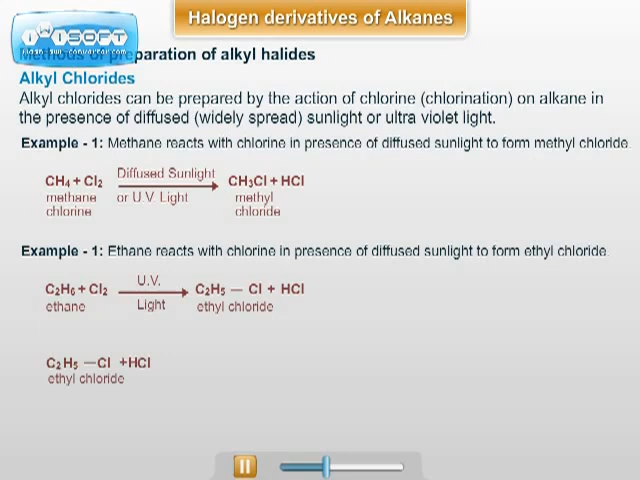 Halogen derivatives of Alkanes
Methods of preparation of alkyl halides
Alkyl Chlorides
Alkyl chlorides can be prepared by the action of chlorine (chlorination) on alkane in
the presence of diffused (widely spread) sunlight or ultra violet light.
Example - 1: Methane reacts with chlorine in presence of diffused sunlight to form methyl chloride.
Diffused Sunlight
CH₄ + Cl₂ CH₃Cl + HCl
methane or U.V. Light methyl
chlorine chloride
Example - 1: Ethane reacts with chlorine in presence of diffused sunlight to form ethyl chloride.
U.V.
C₂H₆ + Cl₂ C₂H₅ — Cl + HCl
ethane Light ethyl chloride
C₂H₅ —Cl +HCl
ethyl chloride